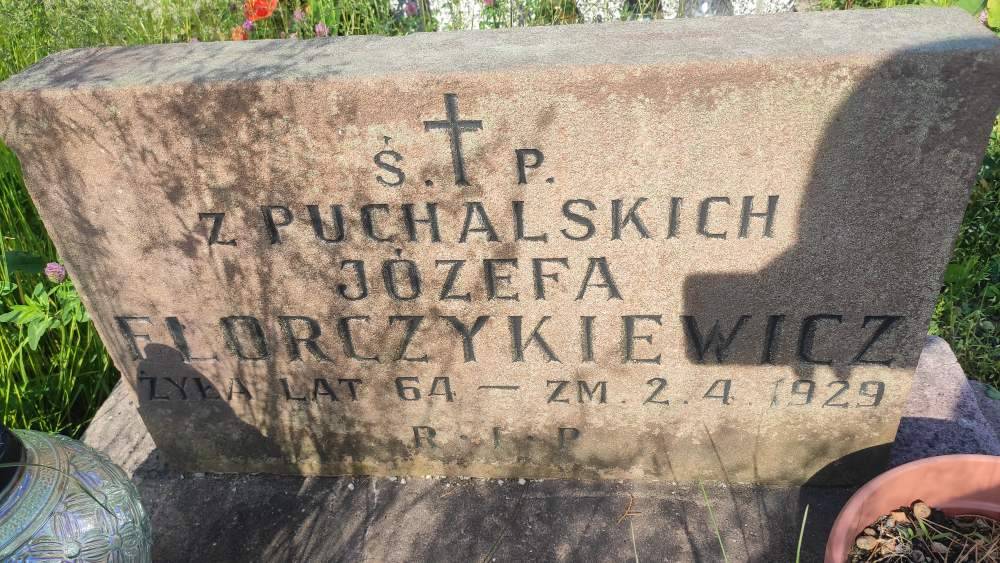 Ś. † P.
Z PUCHALSKICH
JÓZEFA
FLORCZYKIEWICZ
ŻYŁA LAT 64 — ZM. 2.4.1929
R·I·P